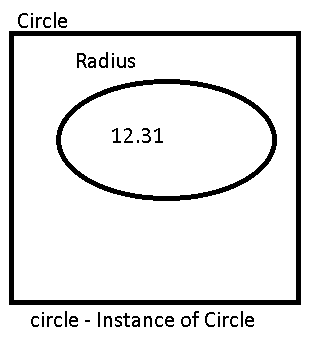 Circle
Radius
12.31
circle - Instance of Circle